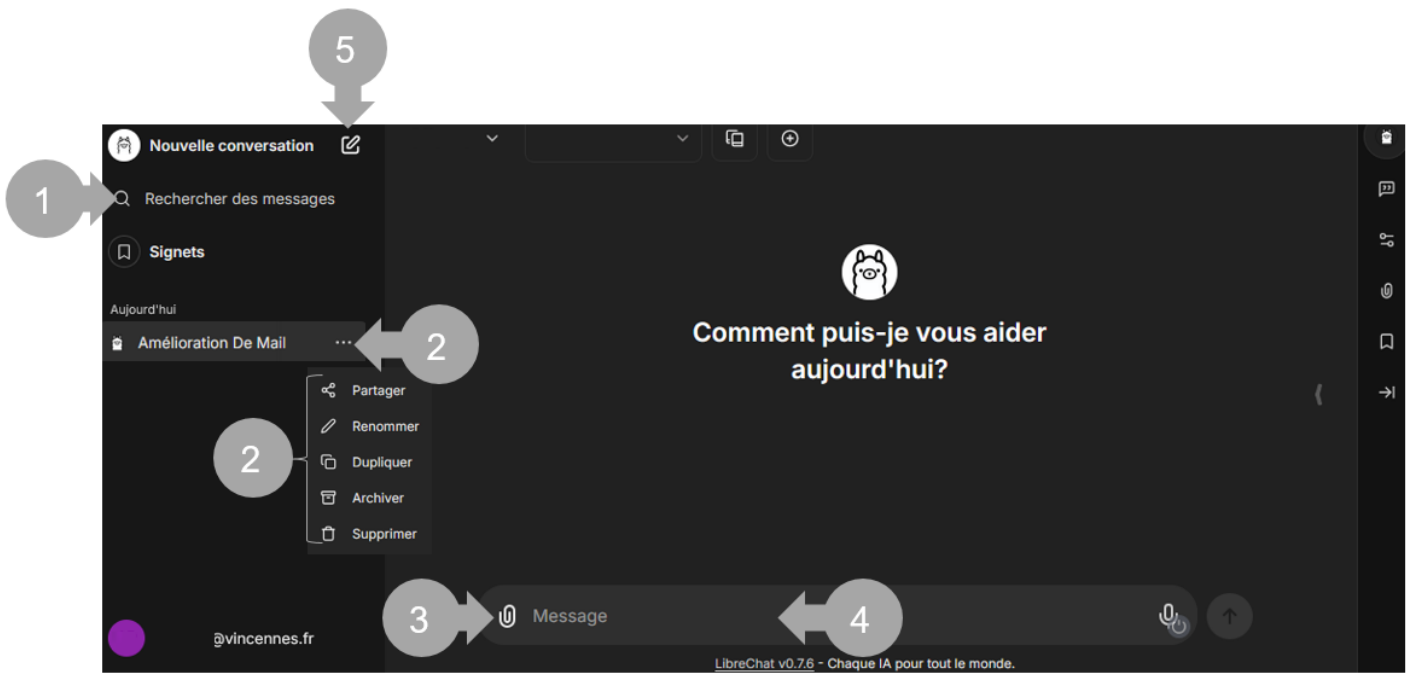 5
Nouvelle conversation
1
Rechercher des messages
Signets
Aujourd'hui
Amélioration De Mail
2
Comment puis-je vous aider
aujourd'hui?
2
Partager
Renommer
Dupliquer
Archiver
Supprimer
3
Message
4
@vincennes.fr
LibreChat v0.7.6 - Chaque IA pour tout le monde.